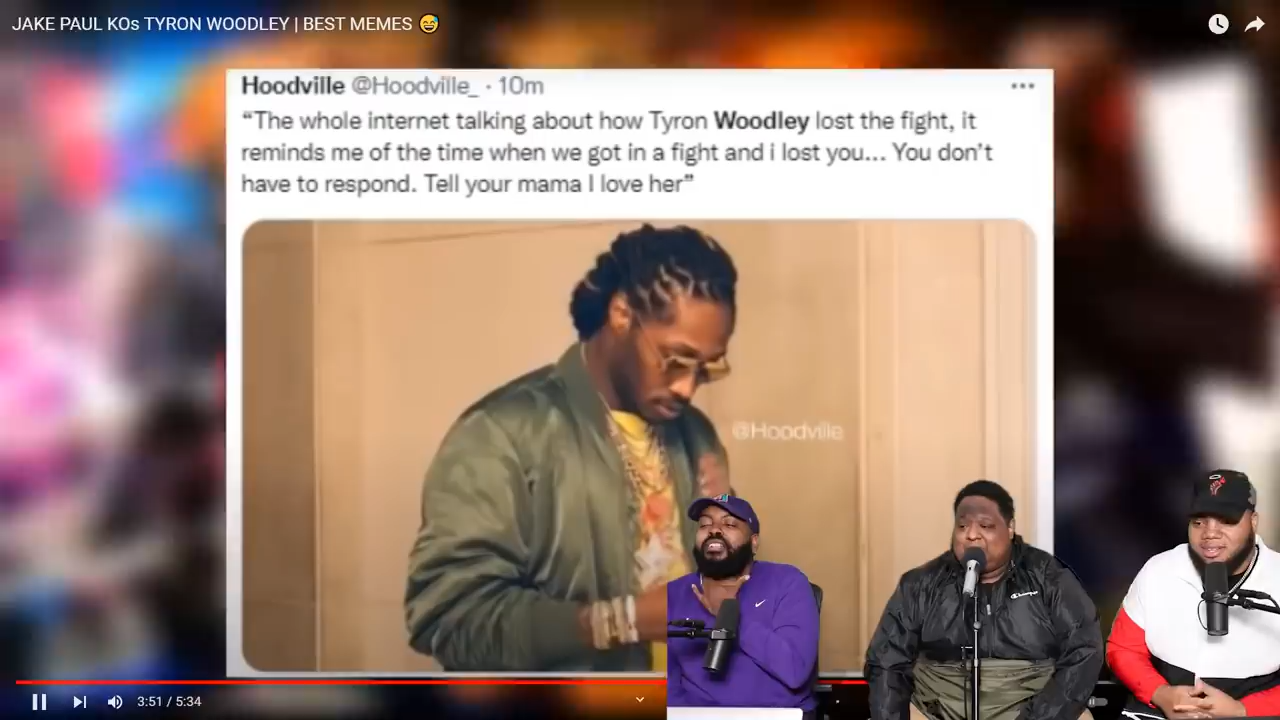 JAKE PAUL KOs TYRON WOODLEY | BEST MEMES 😅
Hoodville @Hoodville_ · 10m
“The whole internet talking about how Tyron Woodley lost the fight, it
reminds me of the time when we got in a fight and i lost you... You don’t
have to respond. Tell your mama I love her”
@Hoodville
Champion
3:51 / 5:34